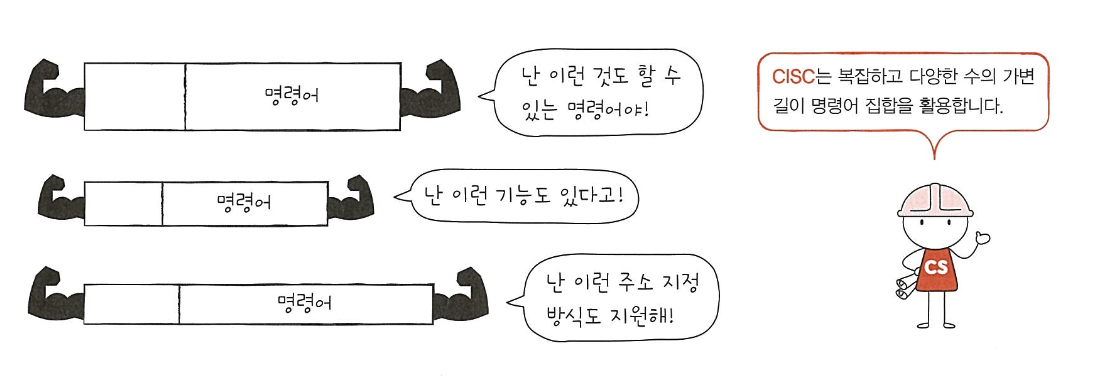 명령어
난 이런 것도 할 수
있는 명령어야!
CISC는 복잡하고 다양한 수의 가변
길이 명령어 집합을 활용합니다.
명령어
난 이런 기능도 있다고!
CS
명령어
난 이런 주소 지정
방식도 지원해!